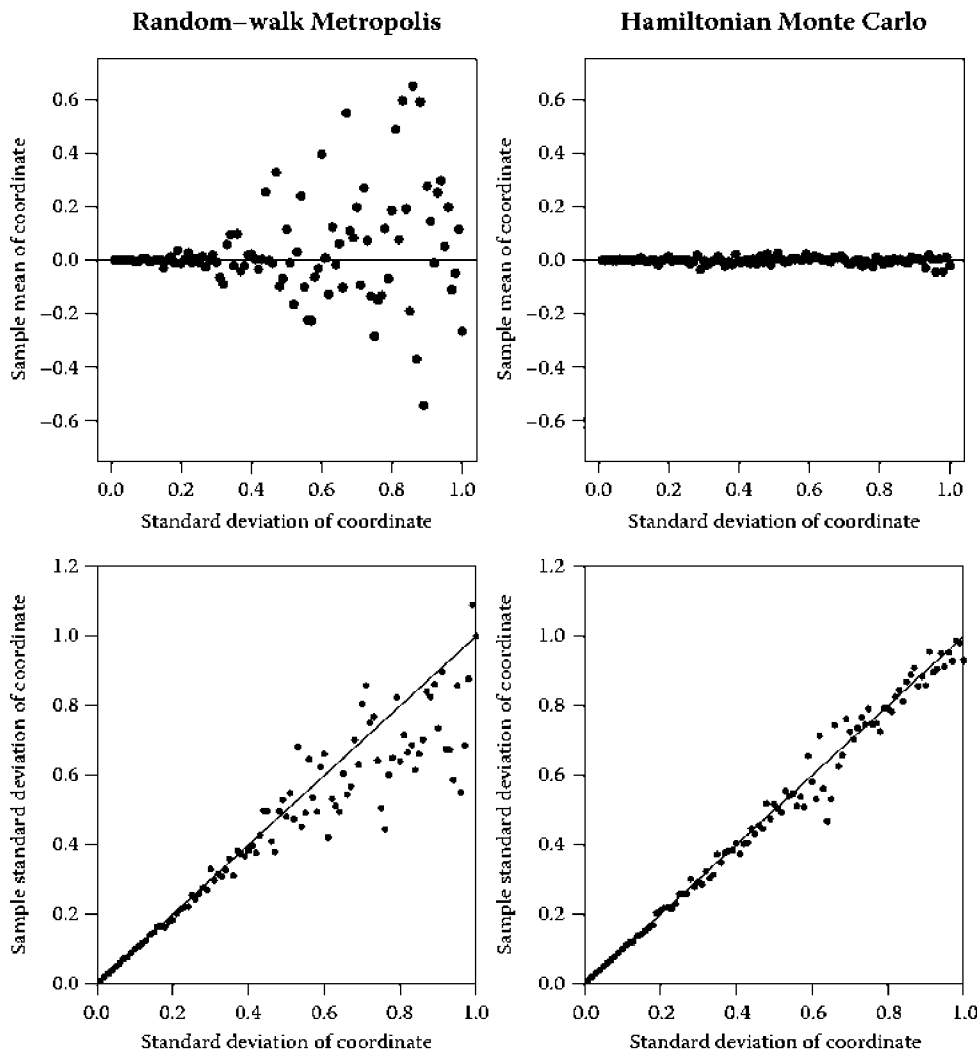 Random–walk Metropolis
Hamiltonian Monte Carlo
Sample mean of coordinate
0.6
0.4
0.2
0.0
−0.2
−0.4
−0.6
0.0 0.2 0.4 0.6 0.8 1.0
Standard deviation of coordinate
Sample mean of coordinate
0.6
0.4
0.2
0.0
−0.2
−0.4
−0.6
0.0 0.2 0.4 0.6 0.8 1.0
Standard deviation of coordinate
Sample standard deviation of coordinate
1.2
1.0
0.8
0.6
0.4
0.2
0.0
0.0 0.2 0.4 0.6 0.8 1.0
Standard deviation of coordinate
Sample standard deviation of coordinate
1.2
1.0
0.8
0.6
0.4
0.2
0.0
0.0 0.2 0.4 0.6 0.8 1.0
Standard deviation of coordinate